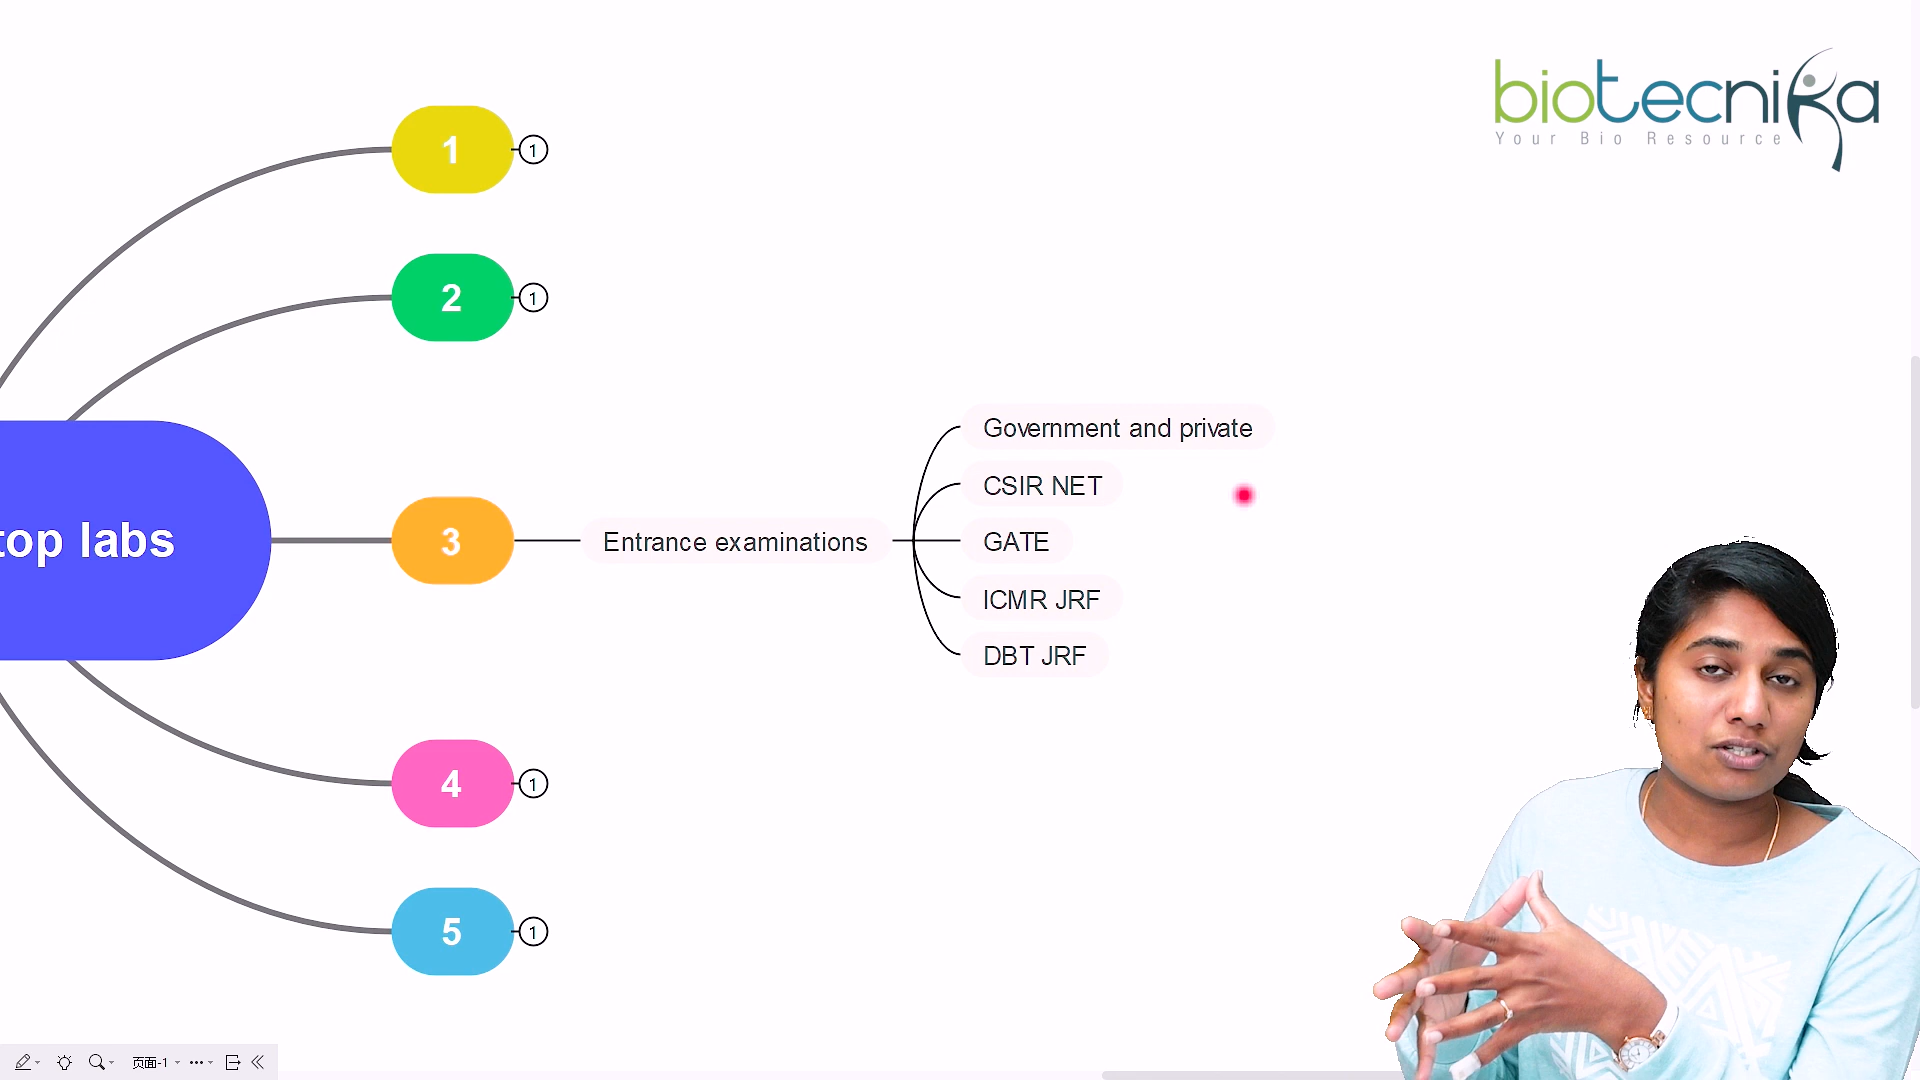 biotecnika
Your Bio Resource
1
1
2
1
top labs
3
Entrance examinations
Government and private
CSIR NET
GATE
ICMR JRF
DBT JRF
4
1
5
1
页面-1